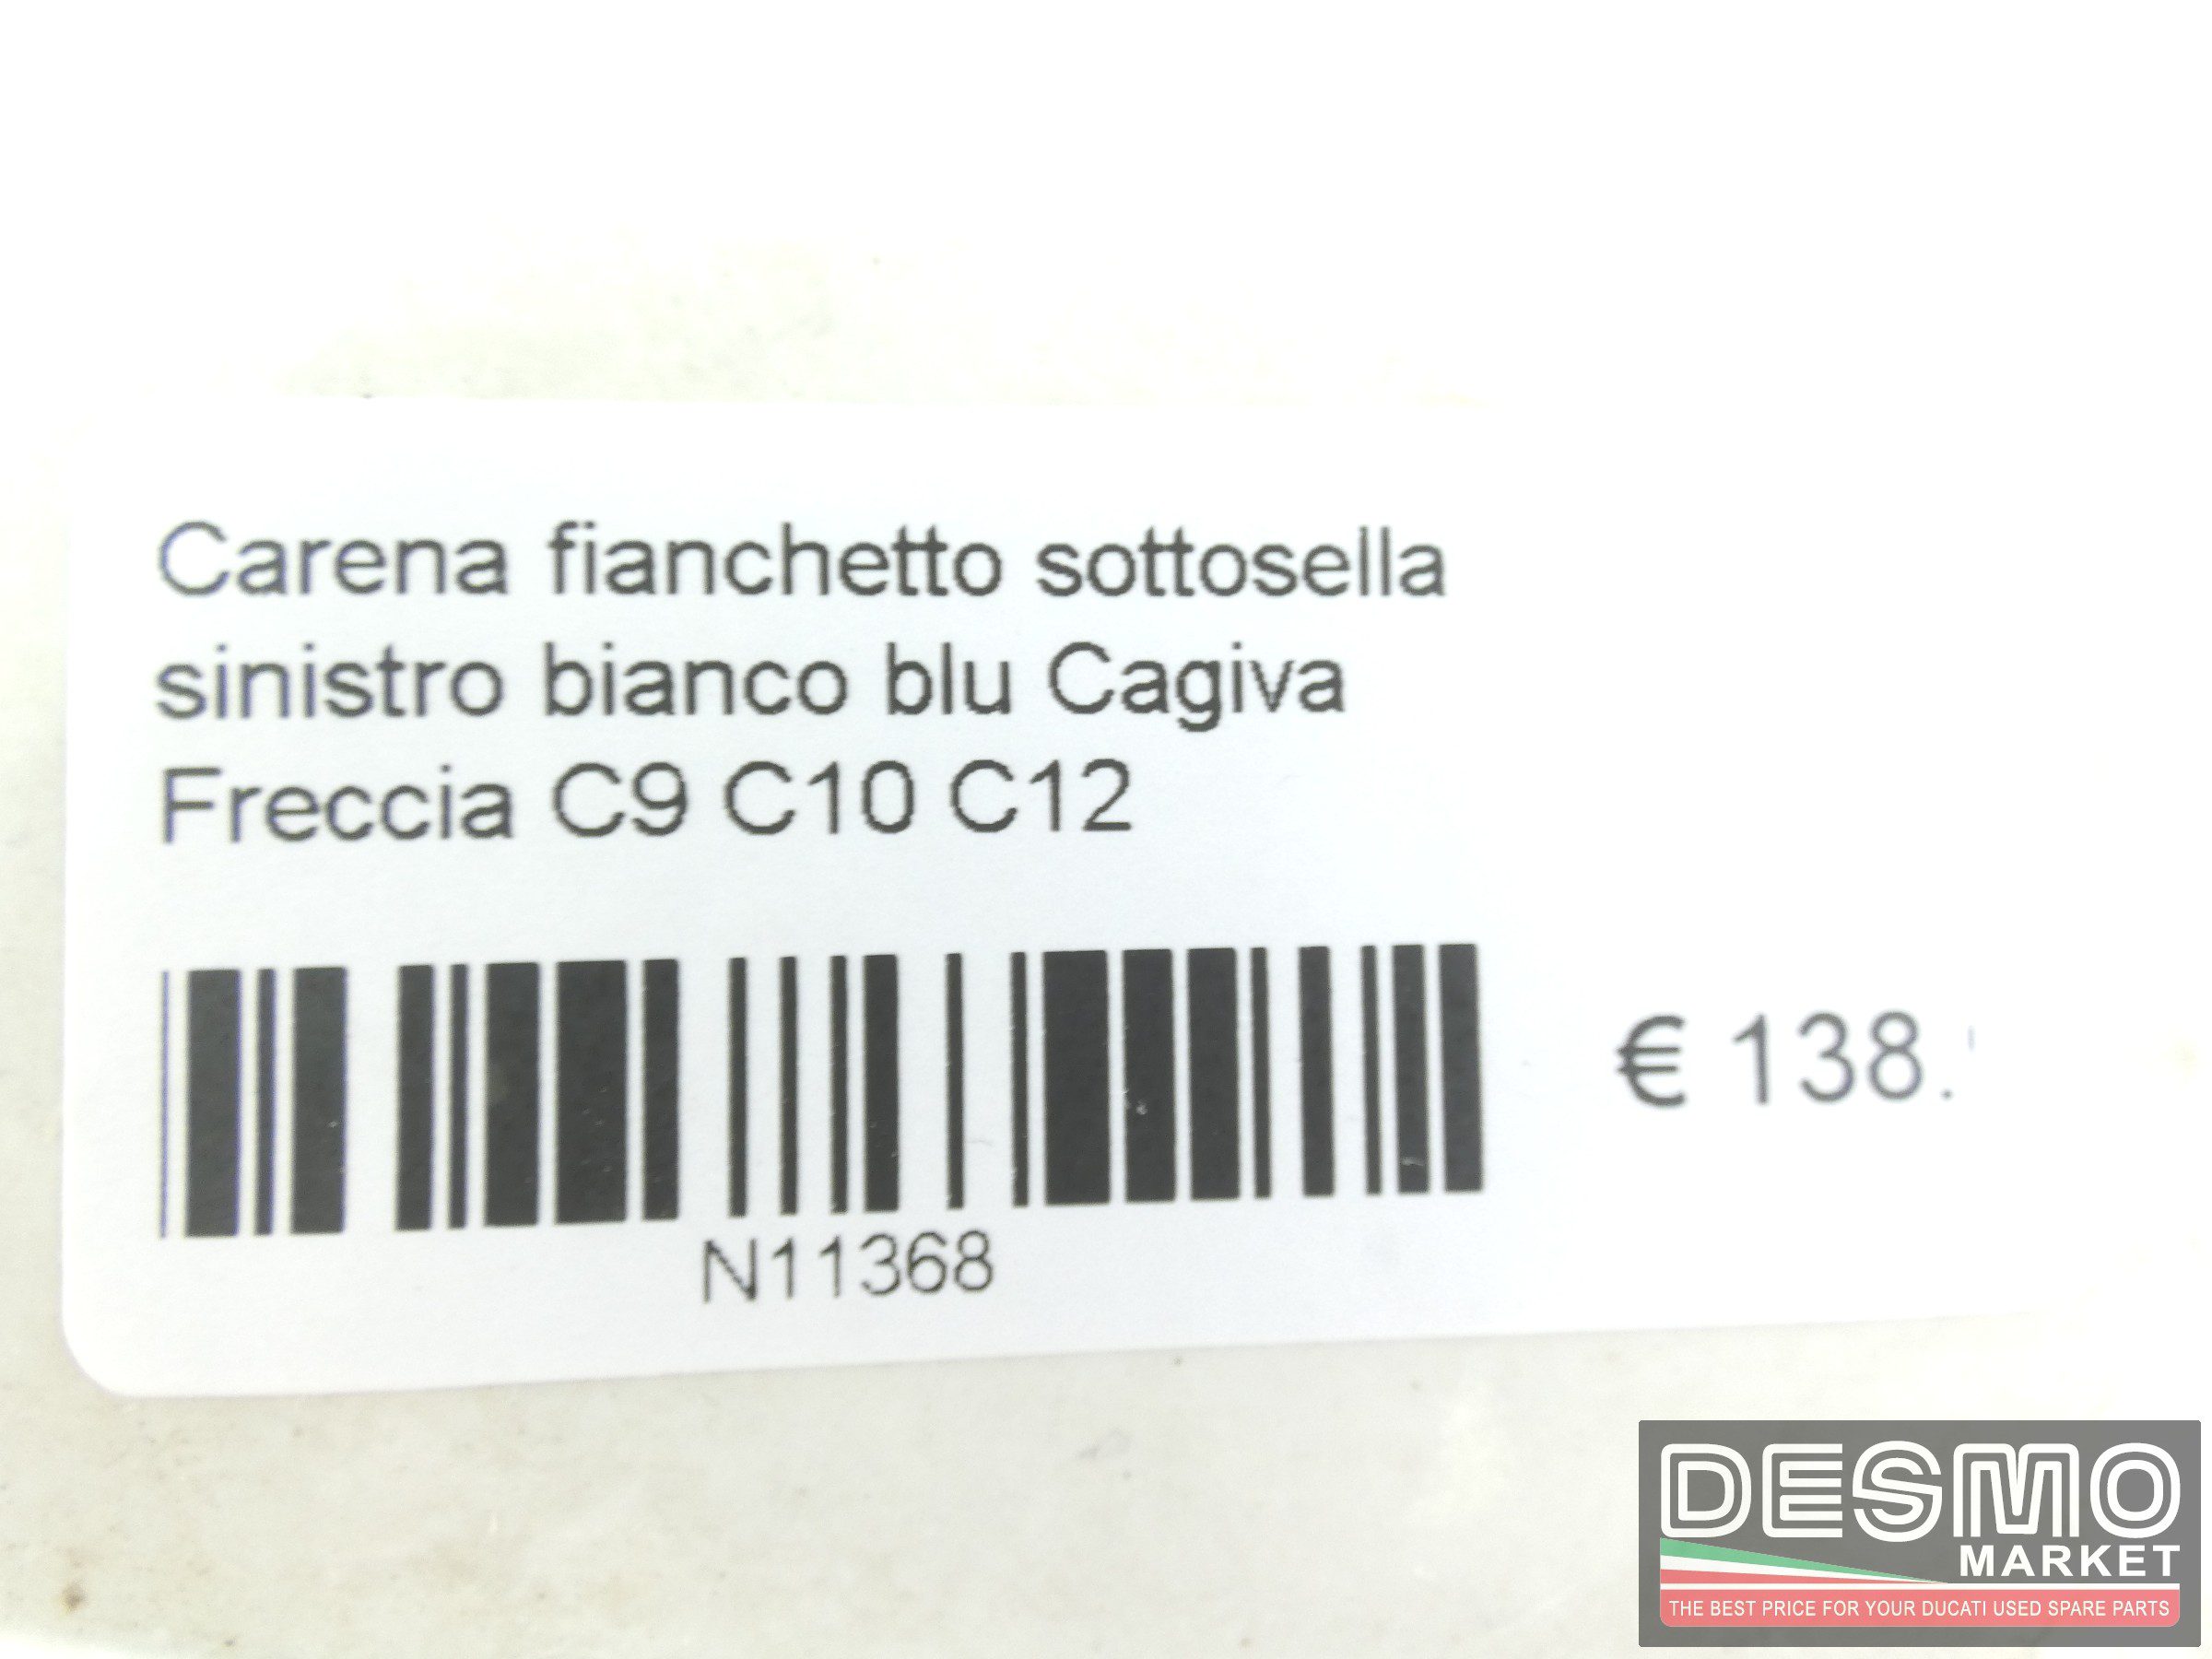 Carena fianchetto sottosella
sinistro bianco blu Cagiva
Freccia C9 C10 C12
€ 138.
N11368
DESMO
MARKET
THE BEST PRICE FOR YOUR DUCATI USED SPARE PARTS